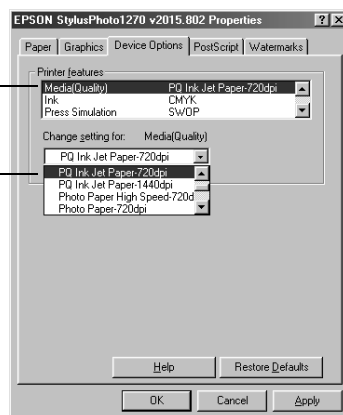 EPSON StylusPhoto1270 v2015.802 Properties
Paper Graphics Device Options PostScript Watermarks
Printer features
Media(Quality) PQ Ink Jet Paper-720dpi
Ink CMYK
Press Simulation SWOP
Change setting for: Media(Quality)
PQ Ink Jet Paper-720dpi
PQ Ink Jet Paper-720dpi
PQ Ink Jet Paper-1440dpi
Photo Paper High Speed-720d
Photo Paper-720dpi
Help Restore Defaults
OK Cancel Apply